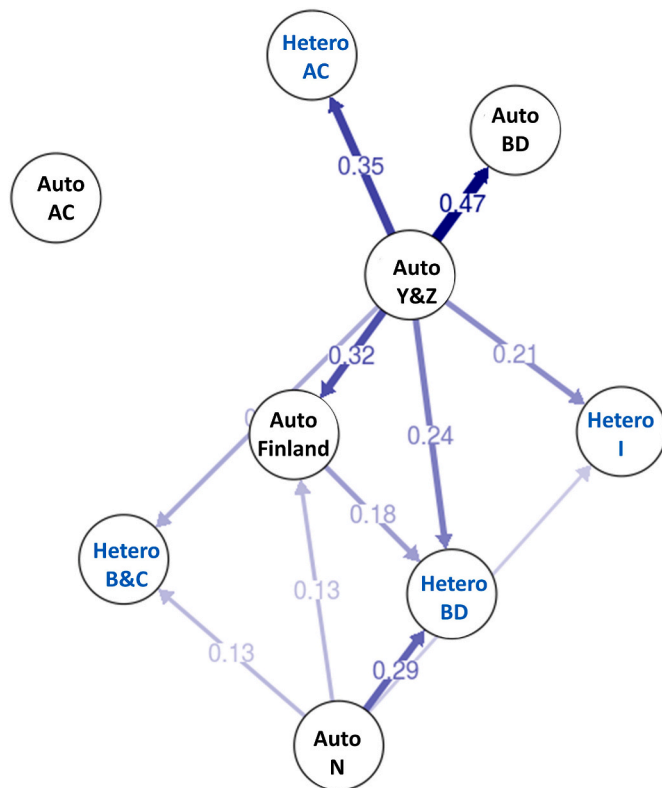 Hetero
AC
Auto
BD
0.35
Auto
AC
0.47
Auto
Y&Z
0.32
0.21
Auto
Finland
Hetero
I
0.24
0.18
Hetero
B&C
Hetero
BD
0.13
0.13
0.29
Auto
N